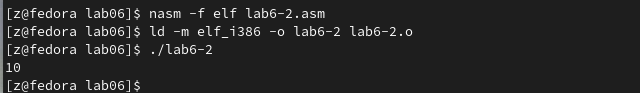 [z@fedora lab06]$ nasm -f elf lab6-2.asm
[z@fedora lab06]$ ld -m elf_i386 -o lab6-2 lab6-2.o
[z@fedora lab06]$ ./lab6-2
10
[z@fedora lab06]$